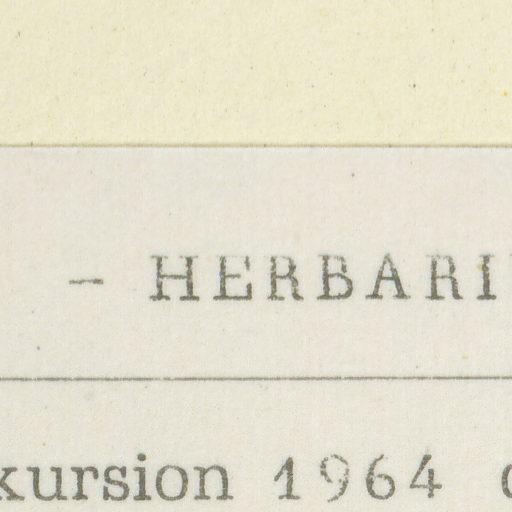 – HERBARI
kursion 1964